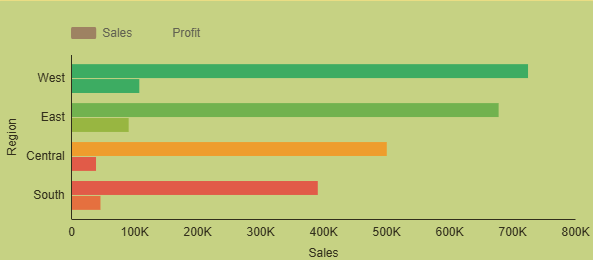 Sales Profit
Region
West
East
Central
South
0 100K 200K 300K 400K 500K 600K 700K 800K
Sales